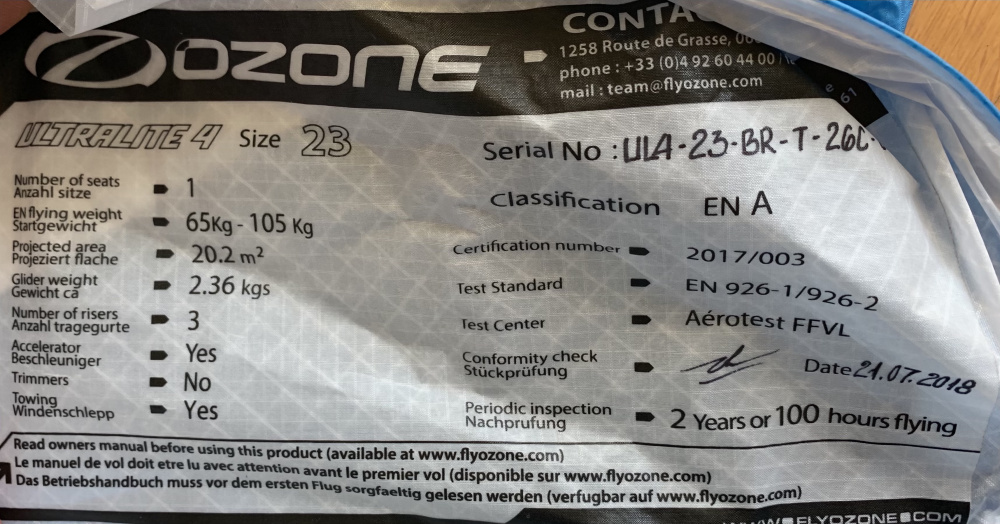 OZONE
CONTA
1258 Route de Grasse,
phone : +33 (0)4 92 60 44 00
mail : team@flyozone.com
e 61
ULTRALITE 4 Size 23
Serial No : ULA-23-BR-T-26C-
Number of seats
Anzahl sitze
1
EN flying weight
Startgewicht
65Kg - 105 Kg
Projected area
Projeziert flache
20.2 m²
Glider weight
Gewicht ca
2.36 kgs
Number of risers
Anzahl tragegurte
3
Accelerator
Beschleuniger
Yes
Trimmers
No
Towing
Windenschlepp
Yes
Classification EN A
Certification number 2017/003
Test Standard EN 926-1/926-2
Test Center Aérotest FFVL
Conformity check
Stückprüfung
Date 21.07.2018
Periodic inspection
Nachprufung
2 Years or 100 hours flying
Read owners manual before using this product (available at www.flyozone.com)
Le manuel de vol doit etre lu avec attention avant le premier vol (disponible sur www.flyozone.com)
Das Betriebshandbuch muss vor dem ersten Flug sorgfaeltig gelesen werden (verfugbar auf www.flyozone.com)
WWW.FLYOZONE.COM